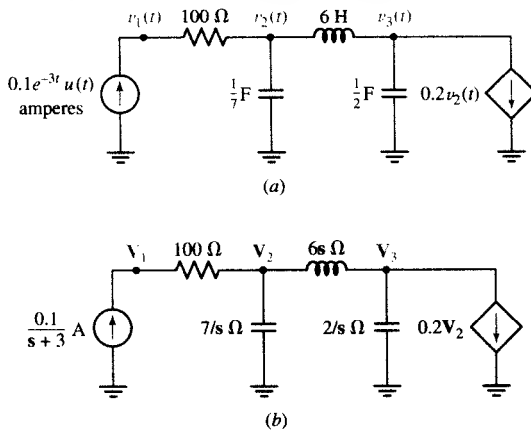 v₁(t) 100 Ω v₂(t) 6 H v₃(t)
0.1e⁻³ᵗ u(t)
amperes
1/7 F
1/2 F
0.2v₂(t)
(a)
V₁ 100 Ω V₂ 6s Ω V₃
0.1/(s + 3) A
7/s Ω
2/s Ω
0.2V₂
(b)